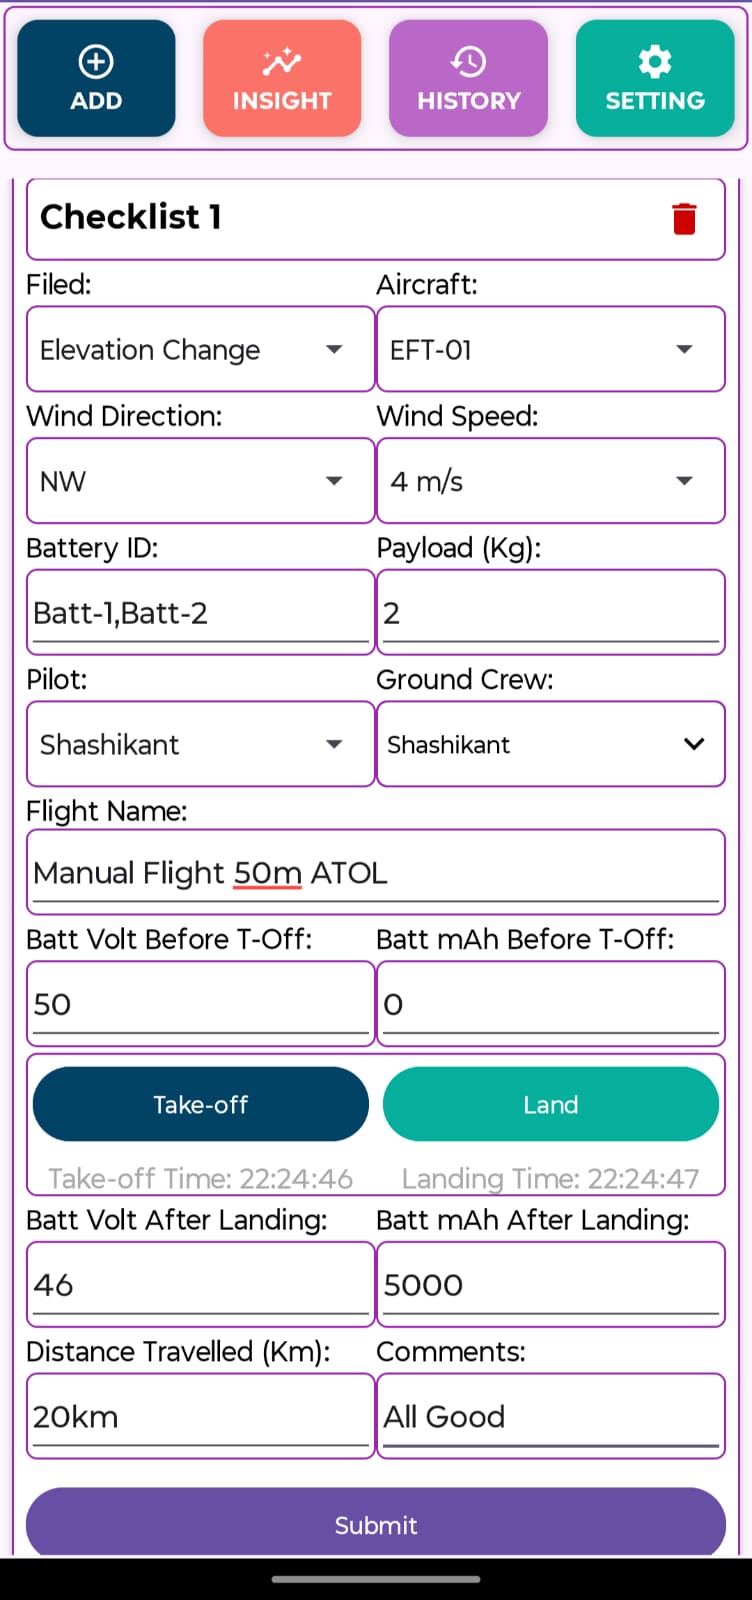 ADD INSIGHT HISTORY SETTING
Checklist 1
Filed: Aircraft:
Elevation Change EFT-01
Wind Direction: Wind Speed:
NW 4 m/s
Battery ID: Payload (Kg):
Batt-1,Batt-2 2
Pilot: Ground Crew:
Shashikant Shashikant
Flight Name:
Manual Flight 50m ATOL
Batt Volt Before T-Off: Batt mAh Before T-Off:
50 0
Take-off Land
Take-off Time: 22:24:46 Landing Time: 22:24:47
Batt Volt After Landing: Batt mAh After Landing:
46 5000
Distance Travelled (Km): Comments:
20km All Good
Submit